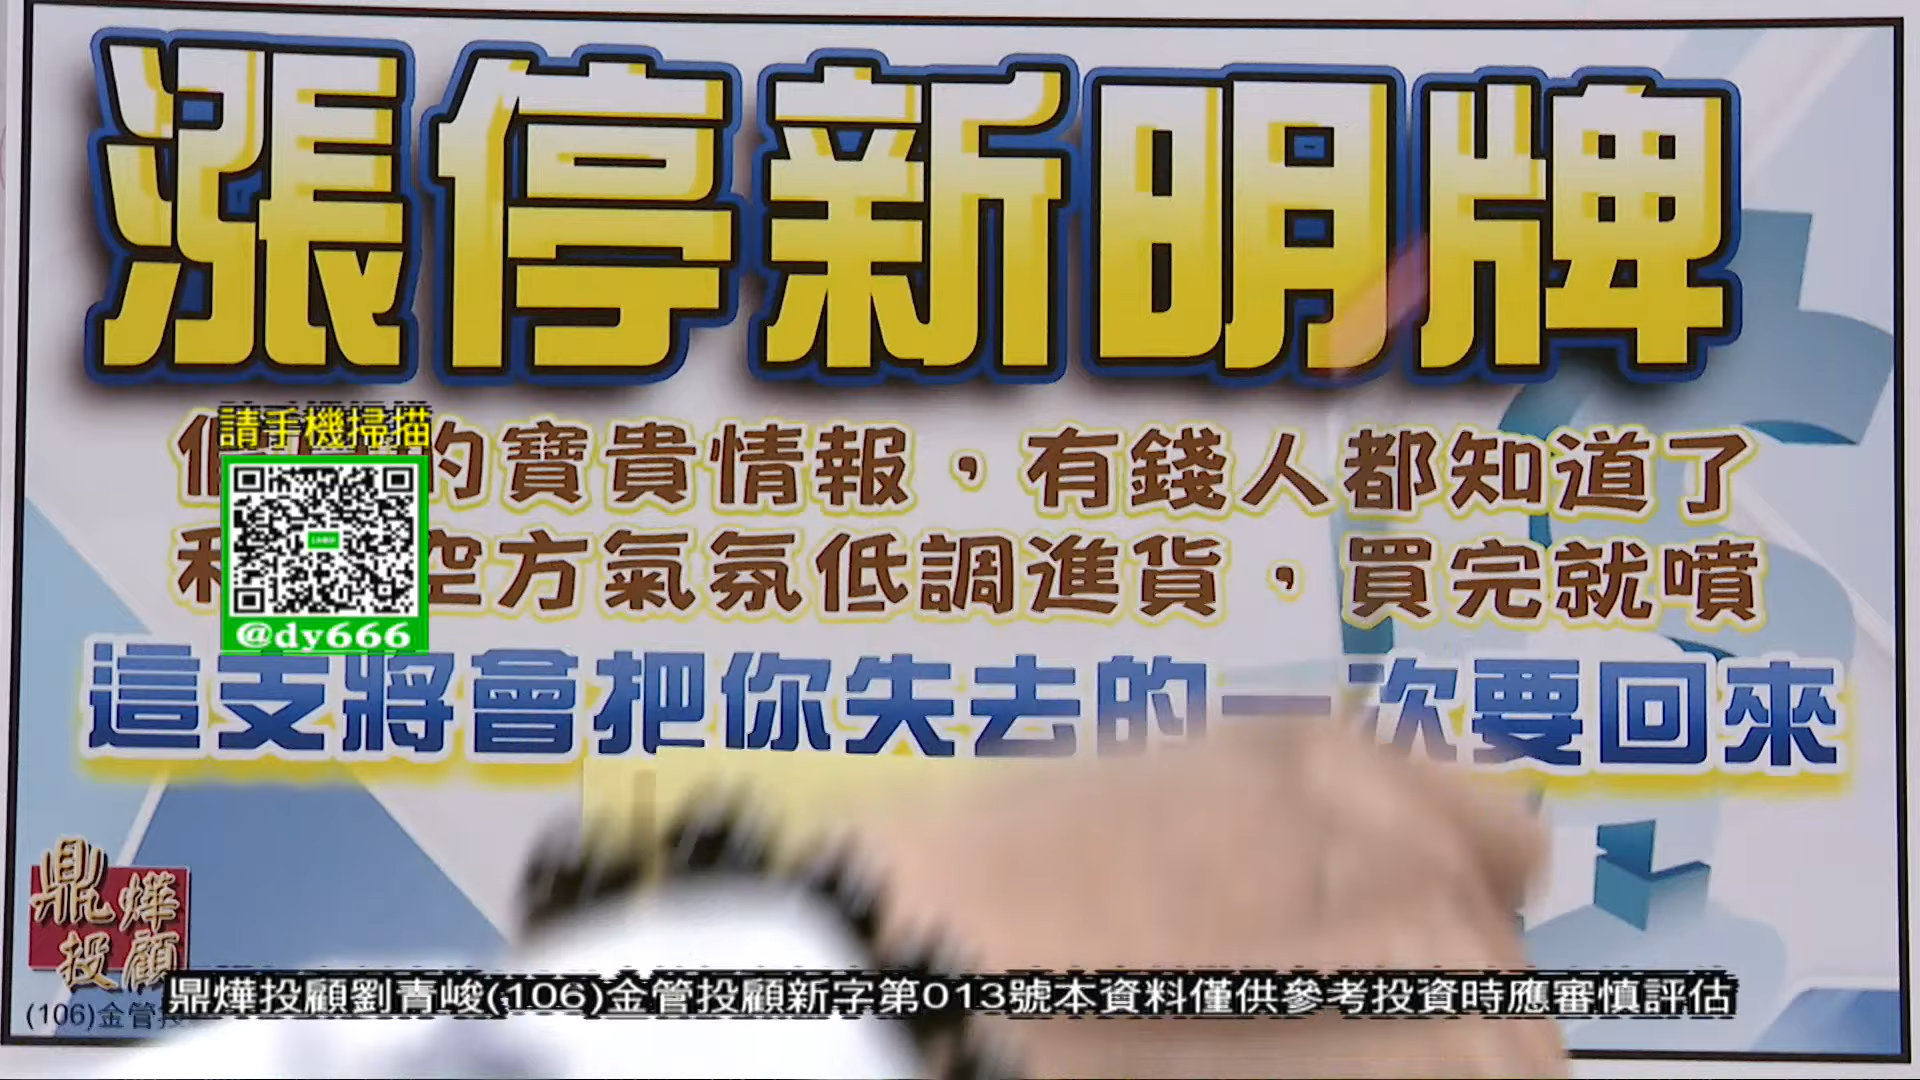 漲停新明牌
請手機掃描
的寶貴情報，有錢人都知道了
空方氣氛低調進貨，買完就噴
@dy666
這支將會把你失去的一次要回來
鼎燁
投顧
鼎燁投顧劉青峻(106)金管投顧新字第013號本資料僅供參考投資時應審慎評估
(106)金管投